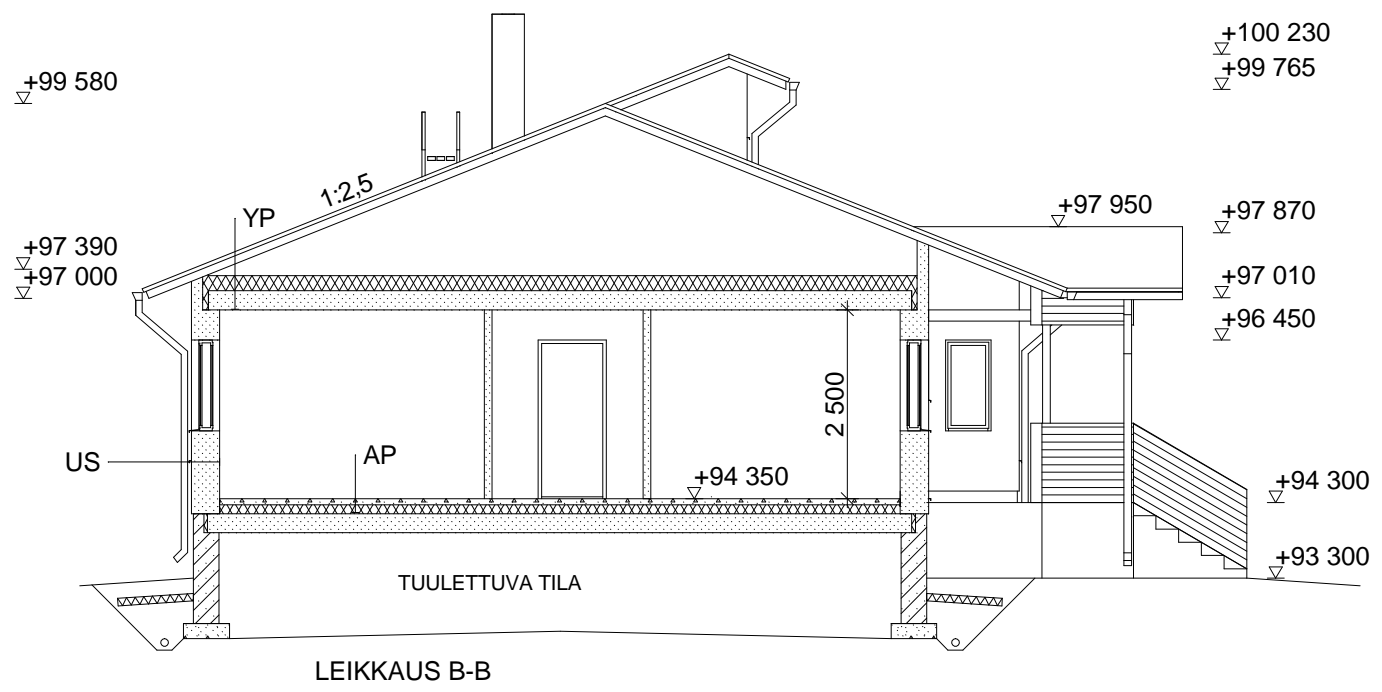 +100 230
+99 765
+99 580
1:2,5
YP
+97 950
+97 870
+97 390
+97 000
+97 010
+96 450
2 500
US
AP
+94 350
+94 300
+93 300
TUULETTUVA TILA
LEIKKAUS B-B